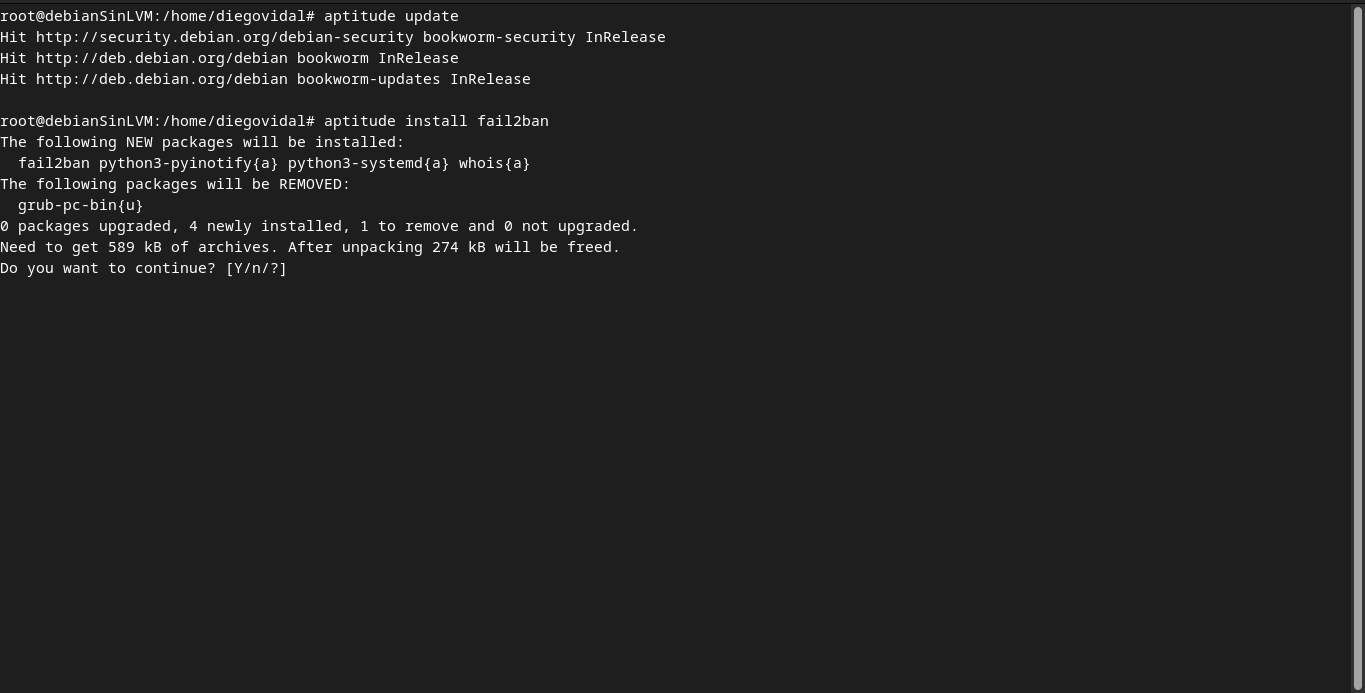 root@debianSinLVM:/home/diegovidal# aptitude update
Hit http://security.debian.org/debian-security bookworm-security InRelease
Hit http://deb.debian.org/debian bookworm InRelease
Hit http://deb.debian.org/debian bookworm-updates InRelease
root@debianSinLVM:/home/diegovidal# aptitude install fail2ban
The following NEW packages will be installed:
  fail2ban python3-pyinotify{a} python3-systemd{a} whois{a}
The following packages will be REMOVED:
  grub-pc-bin{u}
0 packages upgraded, 4 newly installed, 1 to remove and 0 not upgraded.
Need to get 589 kB of archives. After unpacking 274 kB will be freed.
Do you want to continue? [Y/n/?]